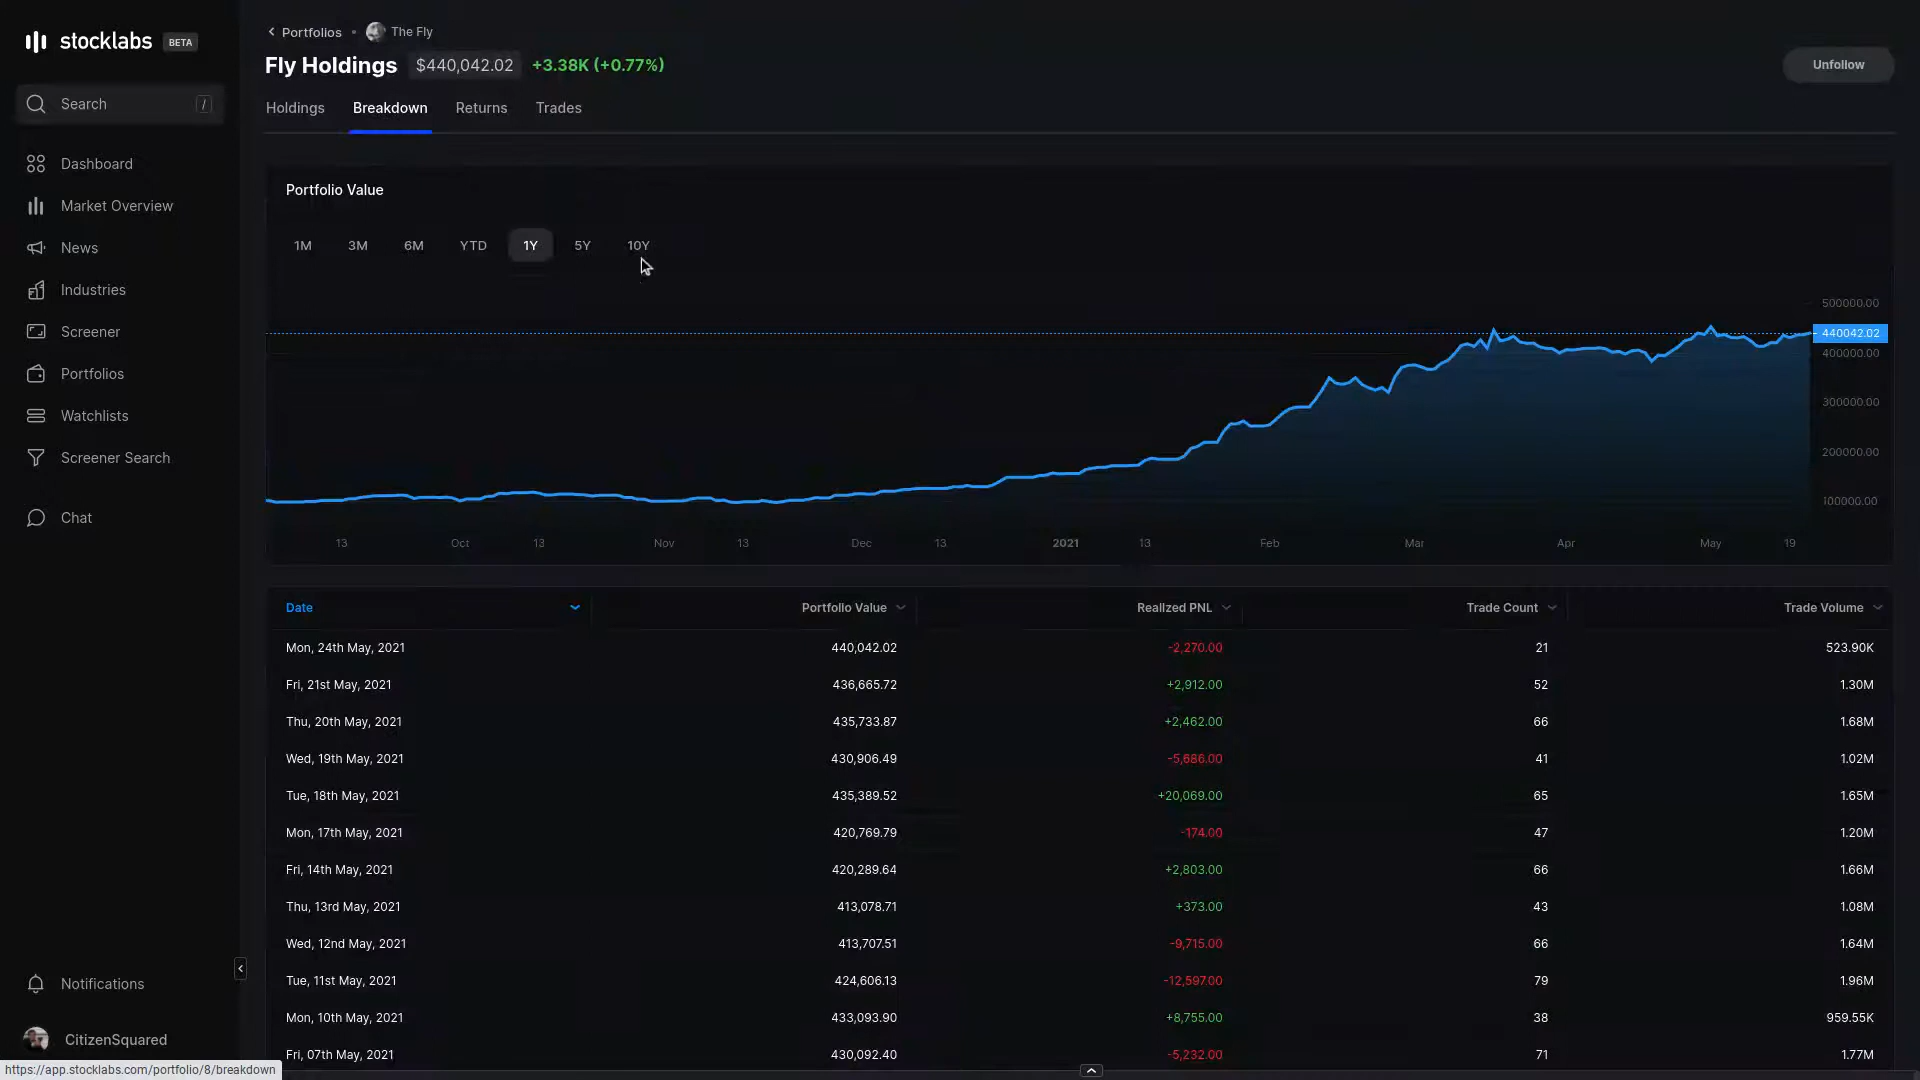 stocklabs BETA
Search /
Dashboard
Market Overview
News
Industries
Screener
Portfolios
Watchlists
Screener Search
Chat
Notifications
CitizenSquared
https://app.stocklabs.com/portfolio/8/breakdown
Portfolios • The Fly
Fly Holdings $440,042.02 +3.38K (+0.77%)
Unfollow
Holdings Breakdown Returns Trades
Portfolio Value
1M 3M 6M YTD 1Y 5Y 10Y
500000.00
440042.02
400000.00
300000.00
200000.00
100000.00
13 Oct 13 Nov 13 Dec 13 2021 13 Feb Mar Apr May 19
Date Portfolio Value Realized PNL Trade Count Trade Volume
Mon, 24th May, 2021 440,042.02 -2,270.00 21 523.90K
Fri, 21st May, 2021 436,665.72 +2,912.00 52 1.30M
Thu, 20th May, 2021 435,733.87 +2,462.00 66 1.68M
Wed, 19th May, 2021 430,906.49 -5,686.00 41 1.02M
Tue, 18th May, 2021 435,389.52 +20,069.00 65 1.65M
Mon, 17th May, 2021 420,769.79 -174.00 47 1.20M
Fri, 14th May, 2021 420,289.64 +2,803.00 66 1.66M
Thu, 13rd May, 2021 413,078.71 +373.00 43 1.08M
Wed, 12nd May, 2021 413,707.51 -9,715.00 66 1.64M
Tue, 11st May, 2021 424,606.13 -12,597.00 79 1.96M
Mon, 10th May, 2021 433,093.90 +8,755.00 38 959.55K
Fri, 07th May, 2021 430,092.40 -5,232.00 71 1.77M